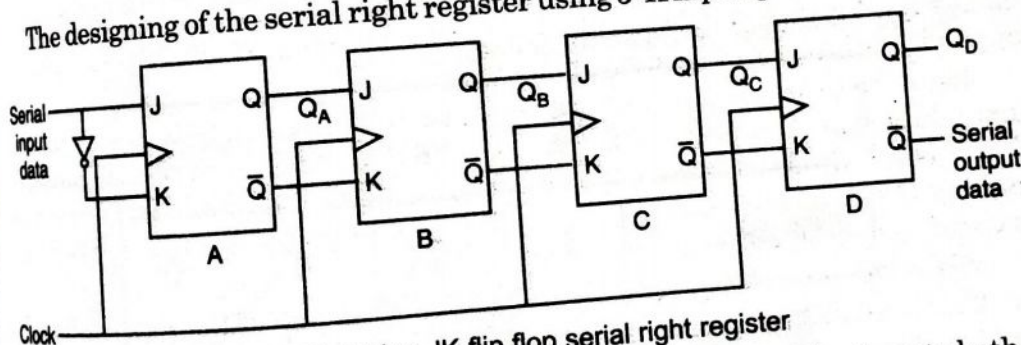 The designing of the serial right register using
Serial input data
J Q
K Q̅
A
Q_A
J Q
K Q̅
B
Q_B
J Q
K Q̅
C
Q_C
J Q
K Q̅
D
Q_D
Serial output data
Clock
JK flip flop serial right register
both